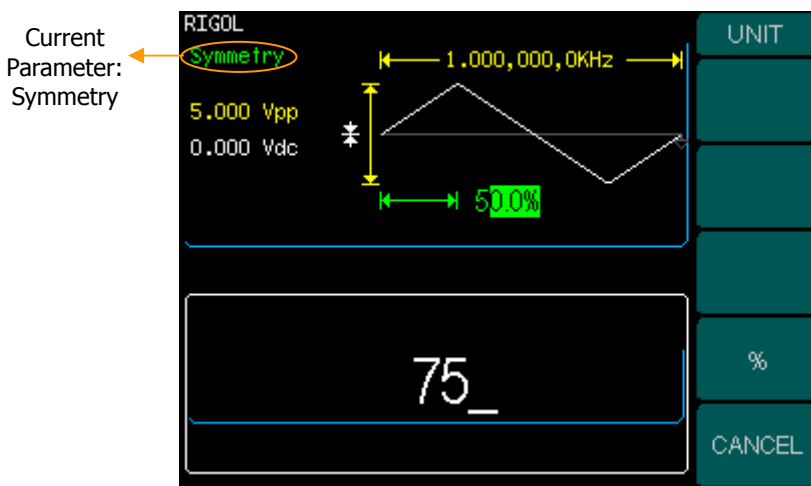 Current
Parameter:
Symmetry
RIGOL
Symmetry
1.000,000,0KHz
5.000 Vpp
0.000 Vdc
50.0%
75_
UNIT
%
CANCEL